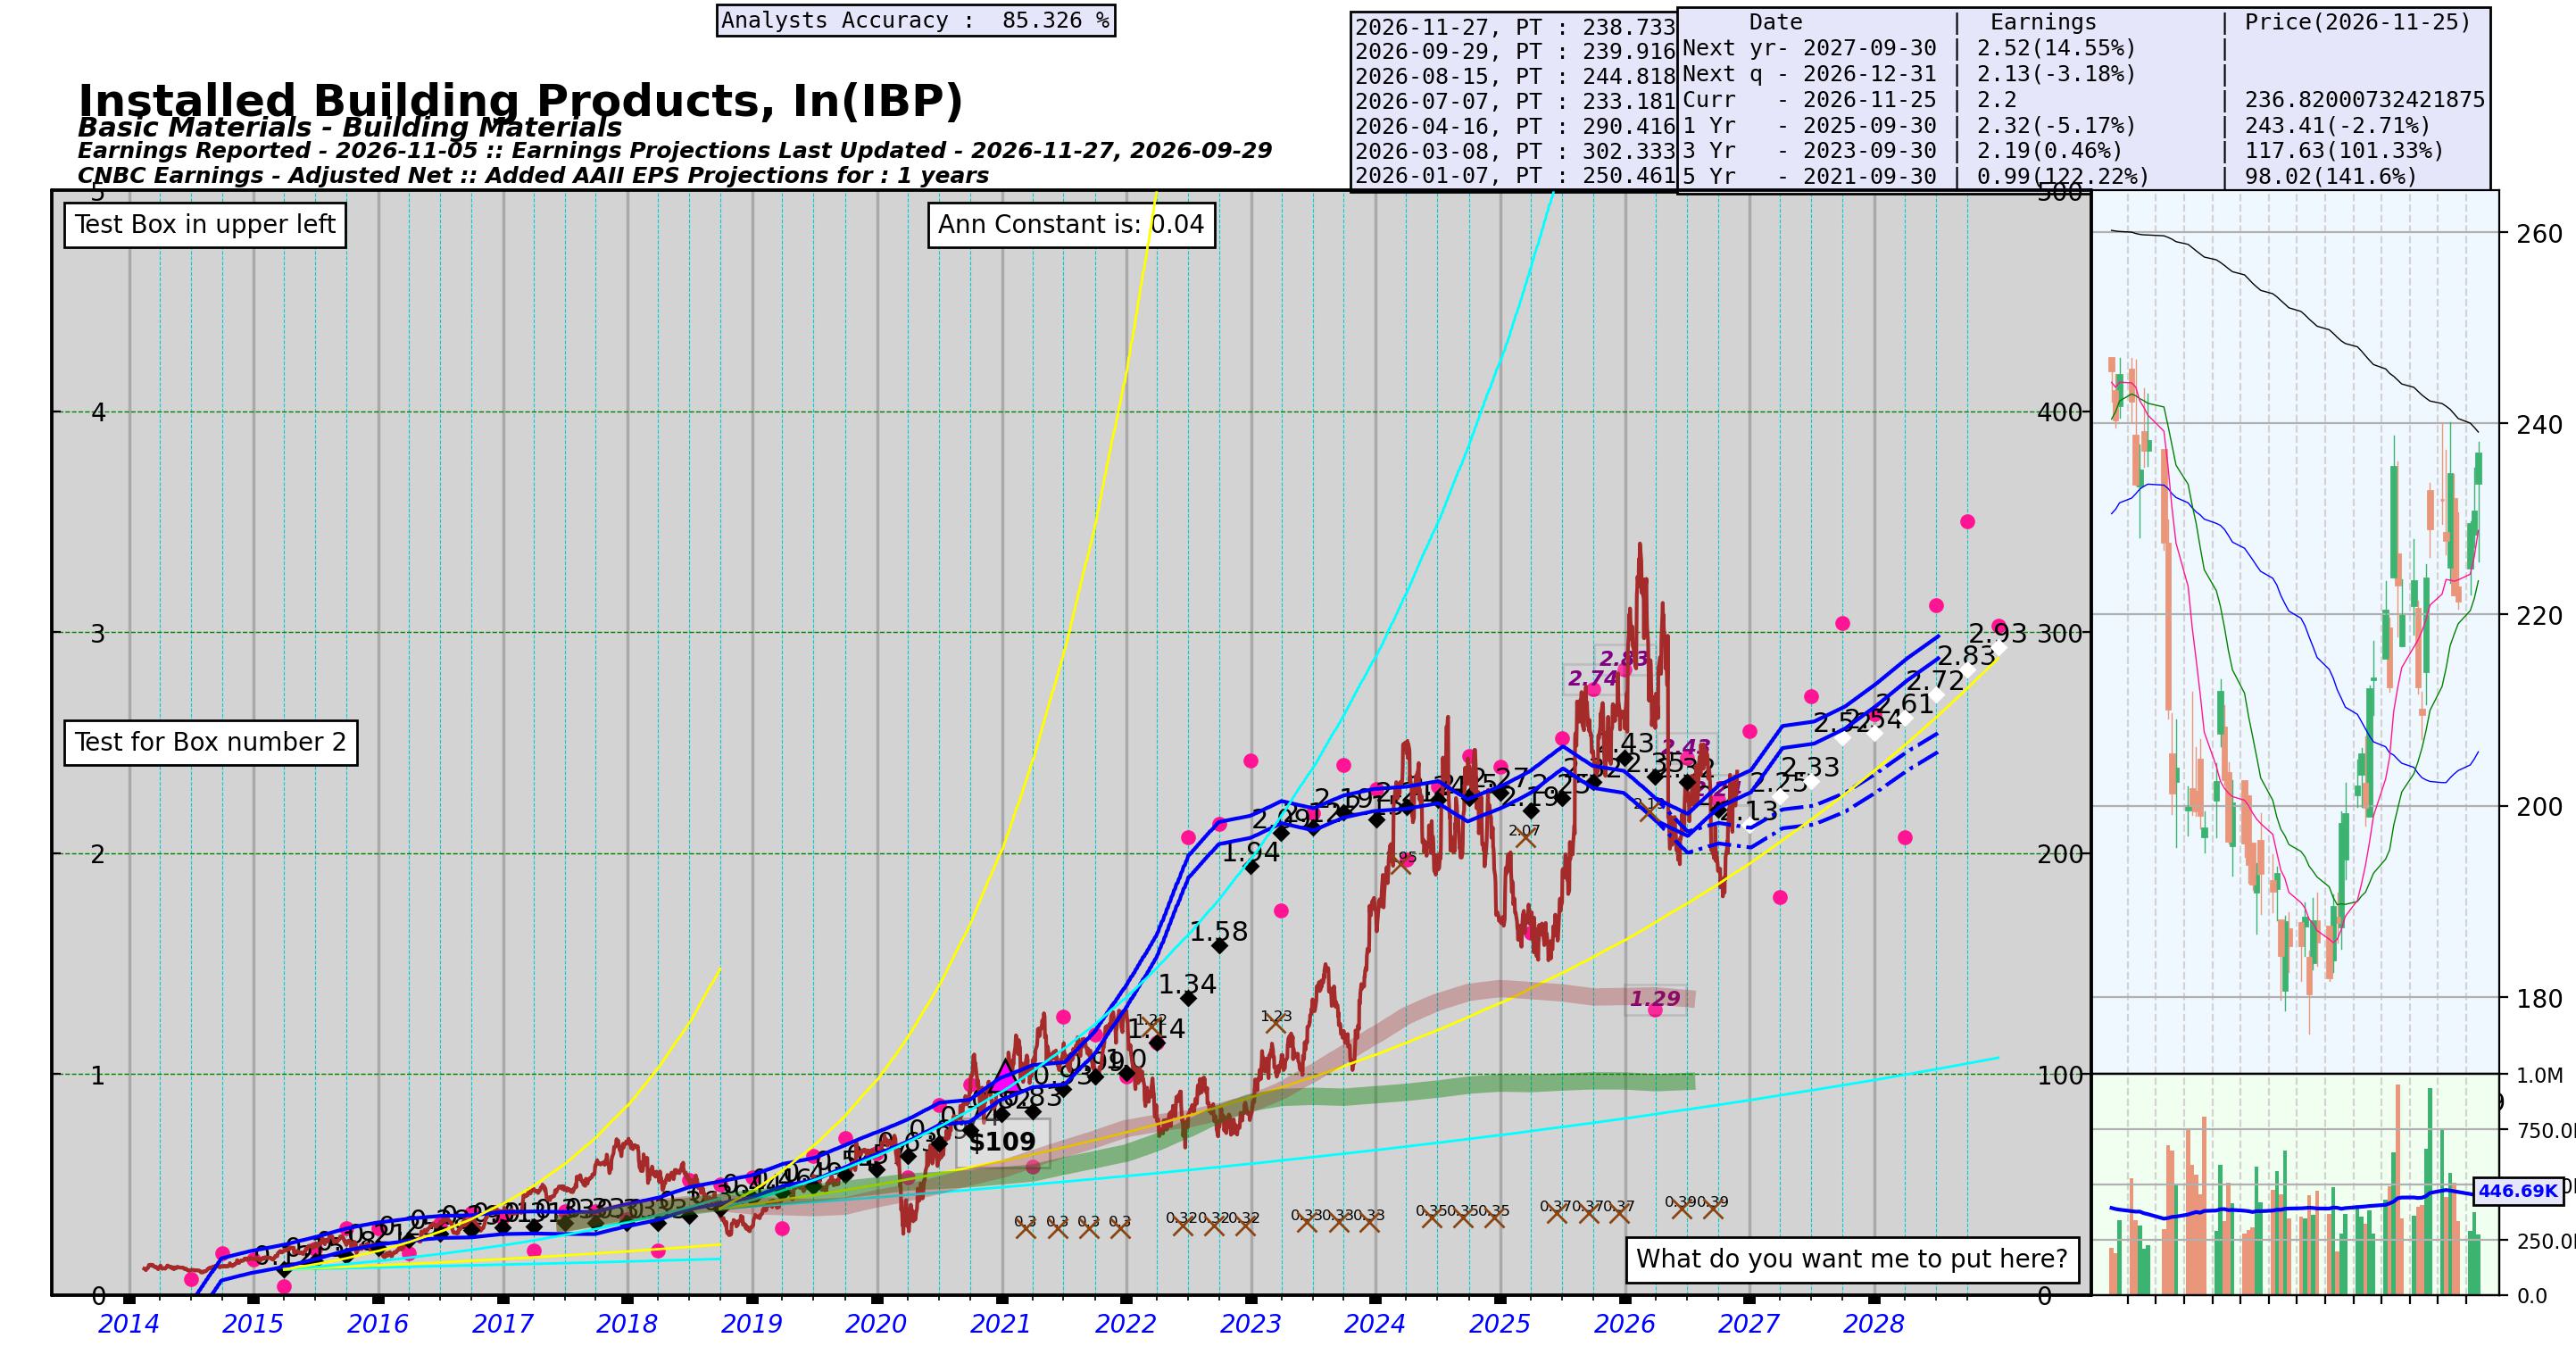 Analysts Accuracy :  85.326 %
2026-11-27, PT : 238.733
2026-09-29, PT : 239.916
2026-08-15, PT : 244.818
2026-07-07, PT : 233.181
2026-04-16, PT : 290.416
2026-03-08, PT : 302.333
2026-01-07, PT : 250.461
Date | Earnings | Price(2026-11-25)
Next yr- 2027-09-30 | 2.52(14.55%) |
Next q - 2026-12-31 | 2.13(-3.18%) |
Curr - 2026-11-25 | 2.2 | 236.82000732421875
1 Yr - 2025-09-30 | 2.32(-5.17%) | 243.41(-2.71%)
3 Yr - 2023-09-30 | 2.19(0.46%) | 117.63(101.33%)
5 Yr - 2021-09-30 | 0.99(122.22%) | 98.02(141.6%)
Installed Building Products, In(IBP)
Basic Materials - Building Materials
Earnings Reported - 2026-11-05 :: Earnings Projections Last Updated - 2026-11-27, 2026-09-29
CNBC Earnings - Adjusted Net :: Added AAII EPS Projections for : 1 years
Test Box in upper left
Ann Constant is: 0.04
Test for Box number 2
What do you want me to put here?
5
4
3
2
1
0
500
400
300
200
100
0
260
240
220
200
180
1.0M
750.0
446.69K
250.0
0.0
2.93
2.83
2.72
2.61
2.54
2.52
2.33
2.25
2.13
2.83
2.74
2.43
1.29
1.94
1.58
1.34
1.14
1.22
1.23
2.07
$109
0.3 0.3 0.3 0.3 0.32 0.32 0.32 0.33 0.33 0.33 0.35 0.35 0.35 0.37 0.37 0.37 0.39 0.39
2014 2015 2016 2017 2018 2019 2020 2021 2022 2023 2024 2025 2026 2027 2028